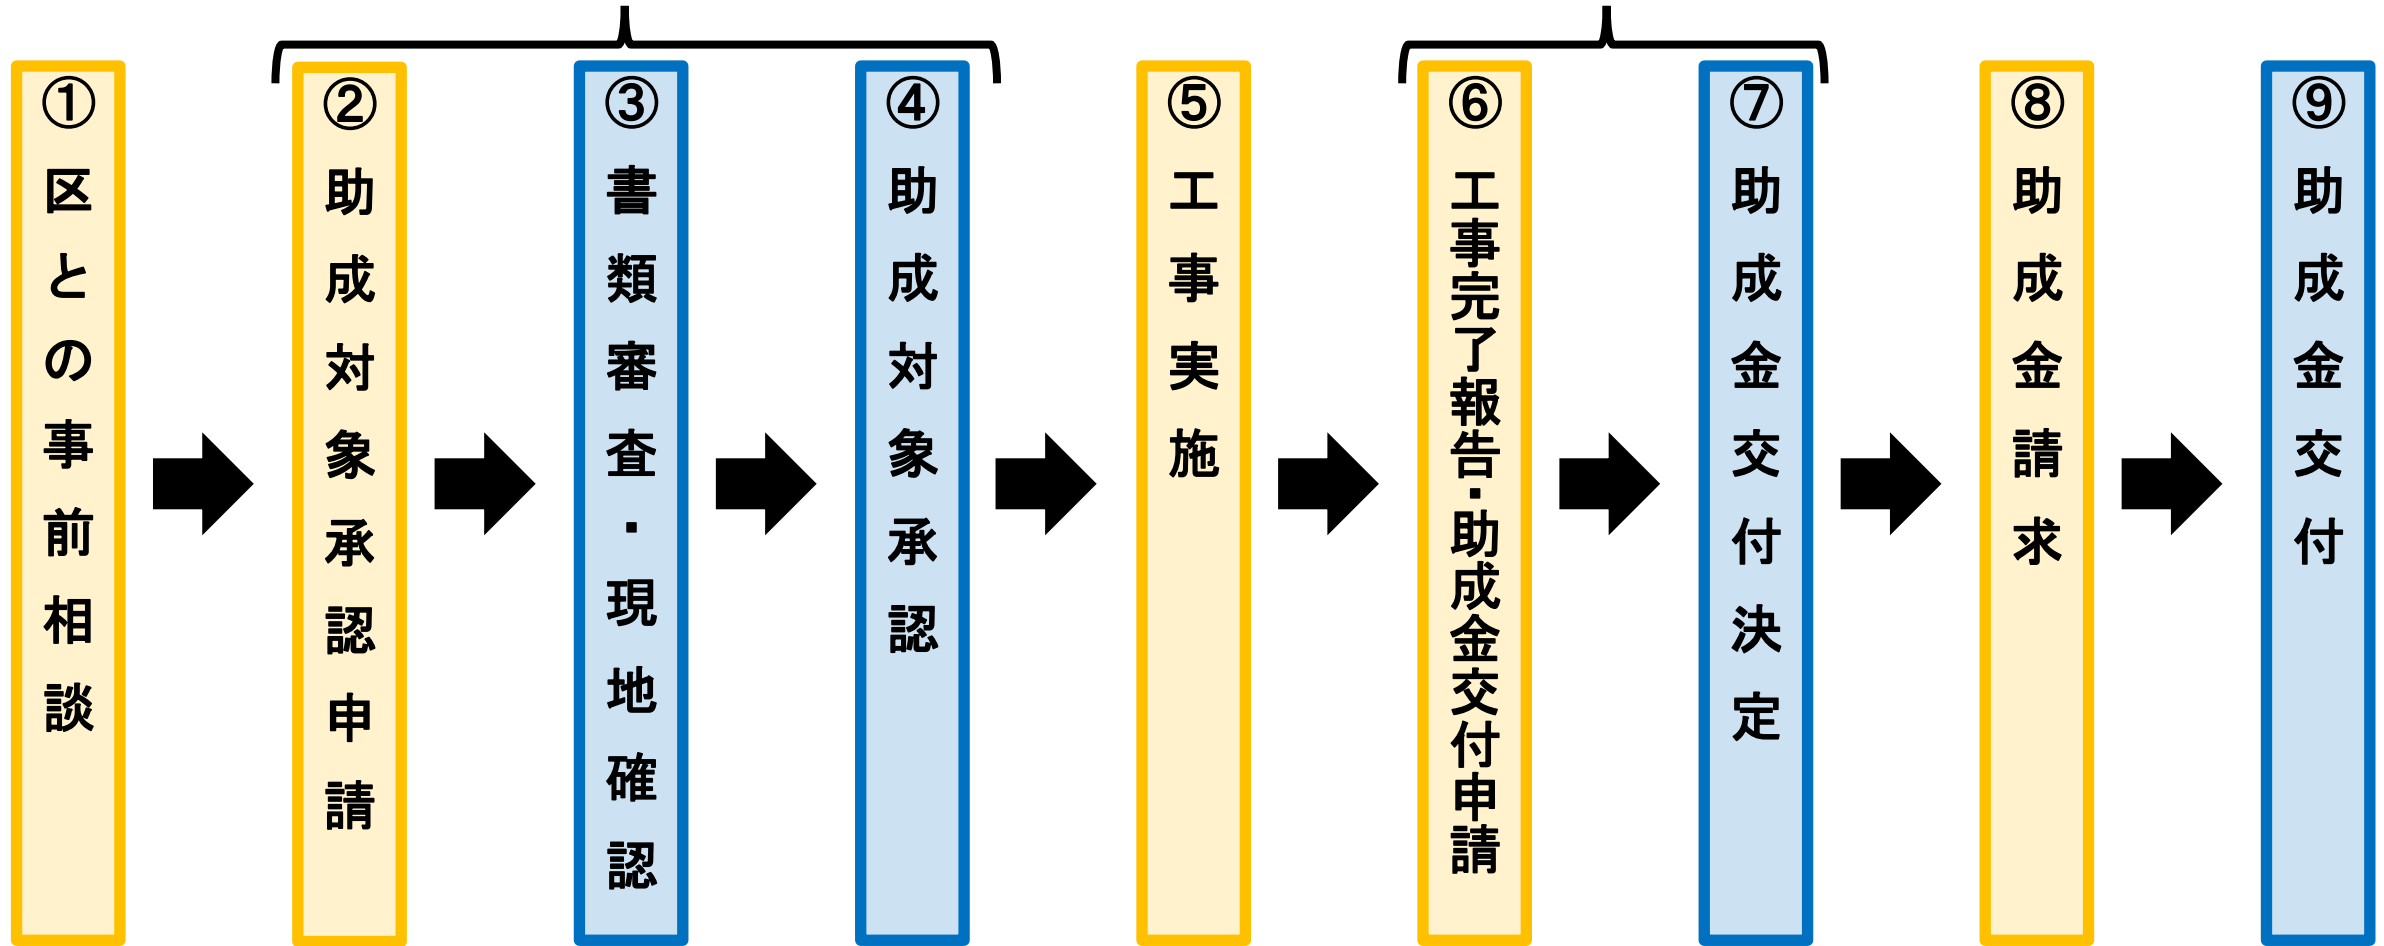 ①区との事前相談
②助成対象承認申請
③書類審査・現地確認
④助成対象承認
⑤工事実施
⑥工事完了報告・助成金交付申請
⑦助成金交付決定
⑧助成金請求
⑨助成金交付